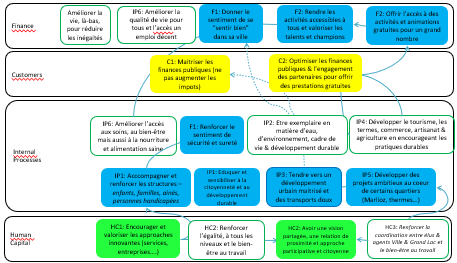 Finance
Améliorer la
vie, là-bas,
pour réduire
les inégalités
IP6: Améliorer la
qualité de vie pour
tous et l'accès un
emploi décent
F1: Donner le
sentiment de se
"sentir bien"
dans sa ville
F2: Rendre les
activités accessibles à
tous et valoriser les
talents et champions
F2: Offrir l'accès à des
activités et animations
gratuites pour un grand
nombre
Customers
C1: Maitriser les
finances publiques (ne
pas augmenter les
impots)
C2: Optimiser les finances
publiques & l'engagement
des partenaires pour offrir
des prestations gratuites
Internal
Processes
IP6: Améliorer l'accès
aux soins, au bien-être
mais aussi à la nourriture
et alimentation saine
F1: Renforcer le
sentiment de
sécurité et sureté
IP2: Etre exemplaire en
matière d'eau,
d'environnement, cadre de
vie & développement durable
IP4: Développer le tourisme, les
termes, commerce, artisanat &
agriculture en encourageant les
pratiques durables
IP1: Accompagner et
renforcer les structures –
enfants, familles, ainés,
personnes handicapées
IP1: Eduquer et
sensibiliser à la
citoyenneté et au
développement
durable
IP3: Tendre vers un
développement
urbain maitrisé et
des transports doux
IP5: Développer des
projets ambitieux au coeur
de certains quartiers
(Marlioz, thermes...)
Human
Capital
HC1: Encourager et
valoriser les approches
innovantes (services,
entreprises....)
HC2: Renforcer
l'égalité, à tous les
niveaux et le bien-
être au travail
HC2: Avoir une vision
partagée, une relation de
proximité et approche
participative et citoyenne
HC3: Renforcer la
coordination entre élus &
agents Ville & Grand Lac et
le bien-être au travail